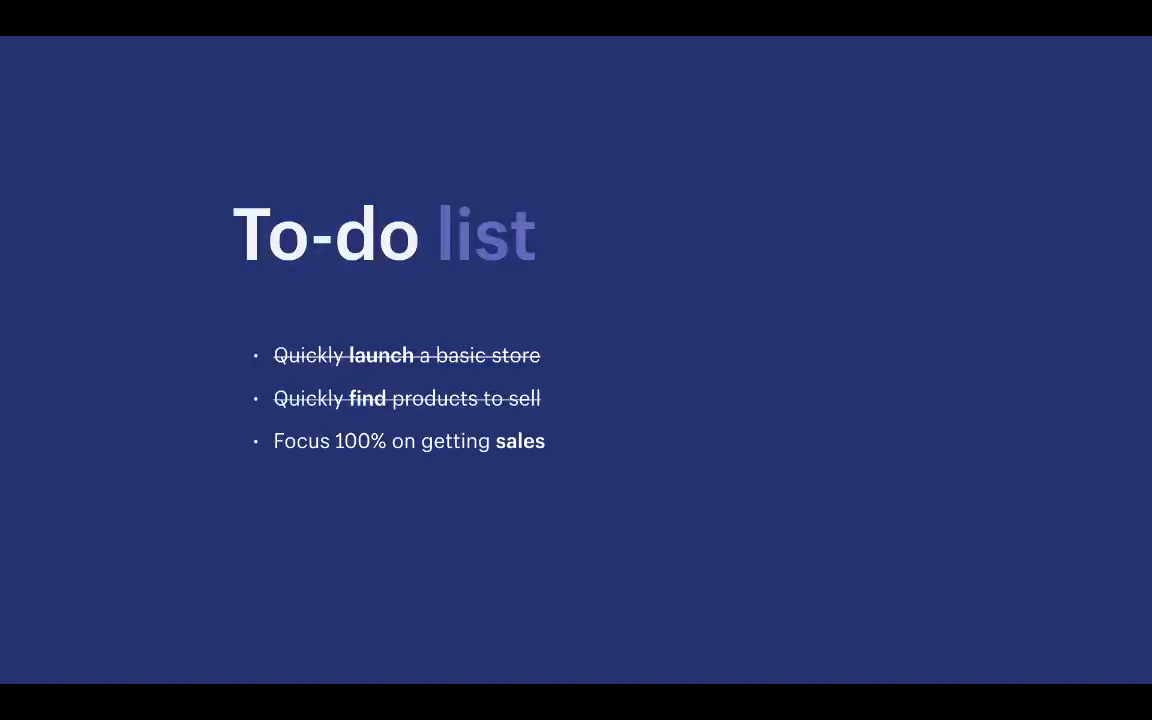 To-do list
• Quickly launch a basic store
• Quickly find products to sell
• Focus 100% on getting sales